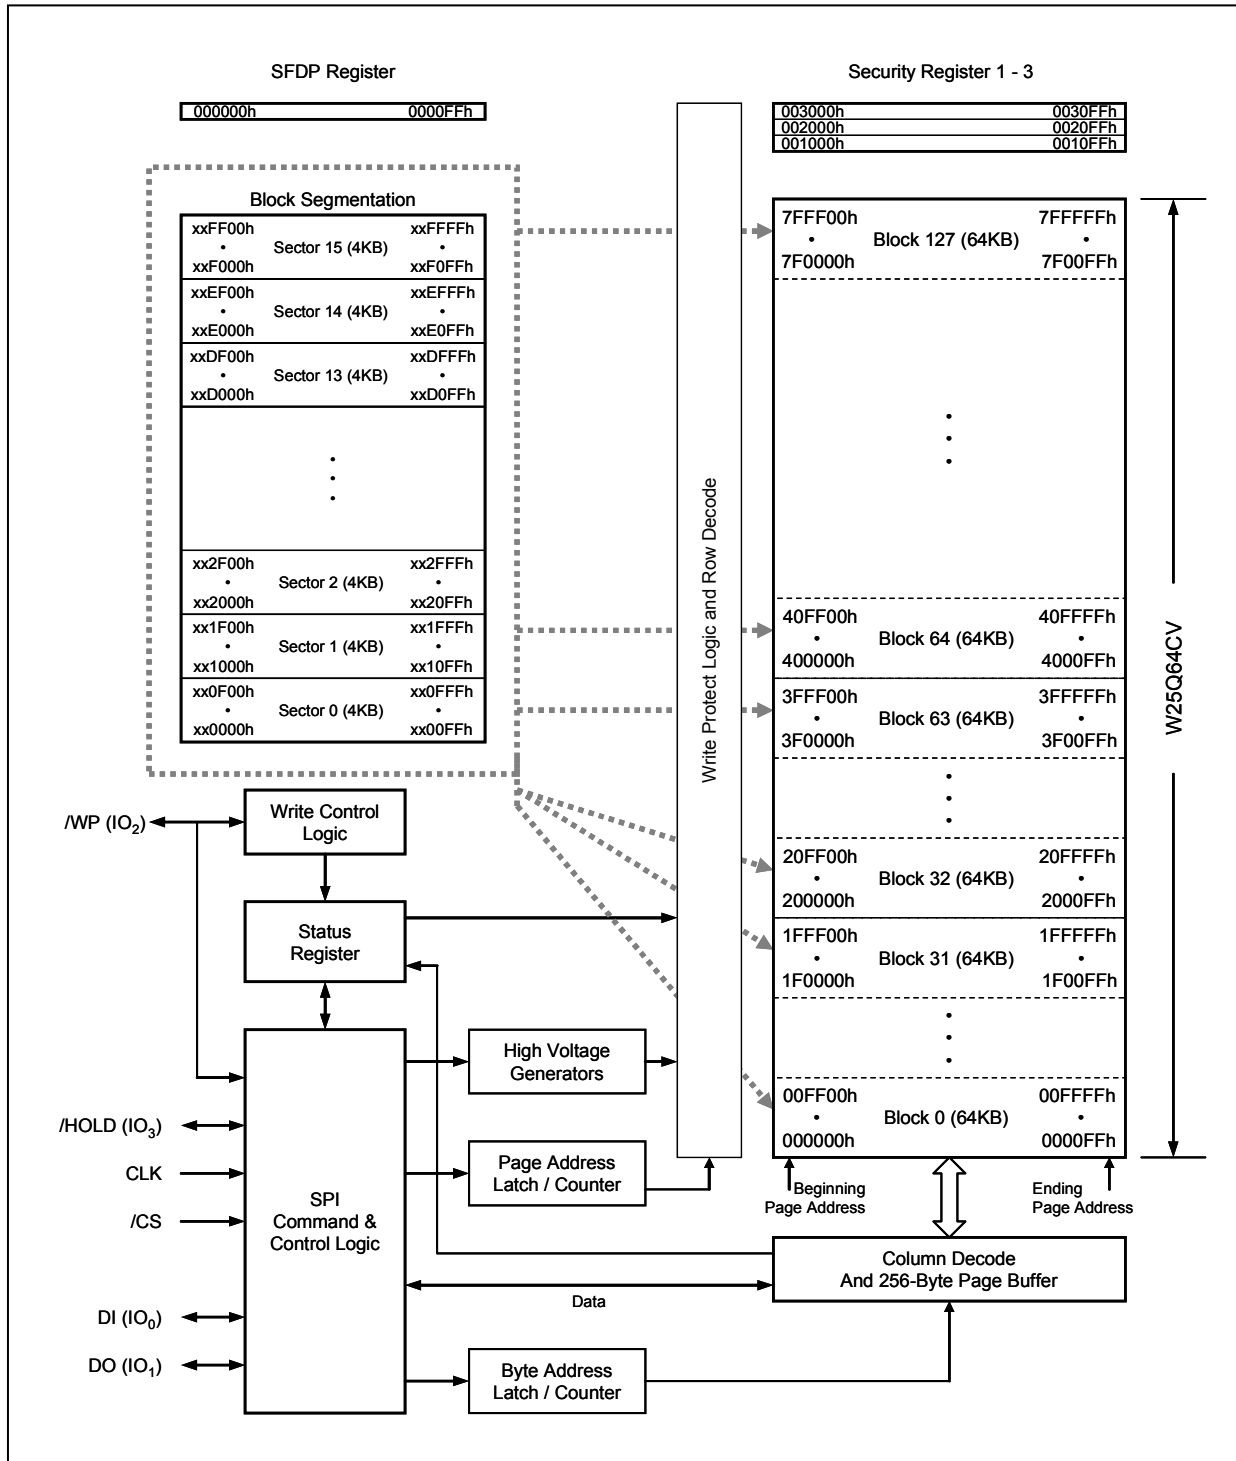 SFDP Register
000000h 0000FFh
Security Register 1 - 3
003000h 0030FFh
002000h 0020FFh
001000h 0010FFh
Block Segmentation
xxFF00h xxFFFFh
• Sector 15 (4KB) •
xxF000h xxF0FFh
xxEF00h xxEFFFh
• Sector 14 (4KB) •
xxE000h xxE0FFh
xxDF00h xxDFFFh
• Sector 13 (4KB) •
xxD000h xxD0FFh
xx2F00h xx2FFFh
• Sector 2 (4KB) •
xx2000h xx20FFh
xx1F00h xx1FFFh
• Sector 1 (4KB) •
xx1000h xx10FFh
xx0F00h xx0FFFh
• Sector 0 (4KB) •
xx0000h xx00FFh
Write Protect Logic and Row Decode
7FFF00h 7FFFFFh
• Block 127 (64KB) •
7F0000h 7F00FFh
40FF00h 40FFFFh
• Block 64 (64KB) •
400000h 4000FFh
3FFF00h 3FFFFFh
• Block 63 (64KB) •
3F0000h 3F00FFh
20FF00h 20FFFFh
• Block 32 (64KB) •
200000h 2000FFh
1FFF00h 1FFFFFh
• Block 31 (64KB) •
1F0000h 1F00FFh
00FF00h 00FFFFh
• Block 0 (64KB) •
000000h 0000FFh
W25Q64CV
Beginning
Page Address
Ending
Page Address
/WP (IO2)
Write Control
Logic
Status
Register
High Voltage
Generators
/HOLD (IO3)
CLK
/CS
Page Address
Latch / Counter
SPI
Command &
Control Logic
Column Decode
And 256-Byte Page Buffer
Data
DI (IO0)
DO (IO1)
Byte Address
Latch / Counter